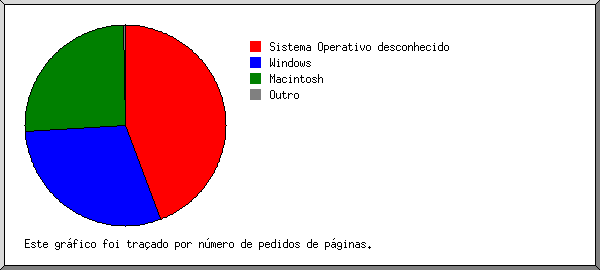 Sistema Operativo desconhecido
Windows
Macintosh
Outro
Este gráfico foi traçado por número de pedidos de páginas.